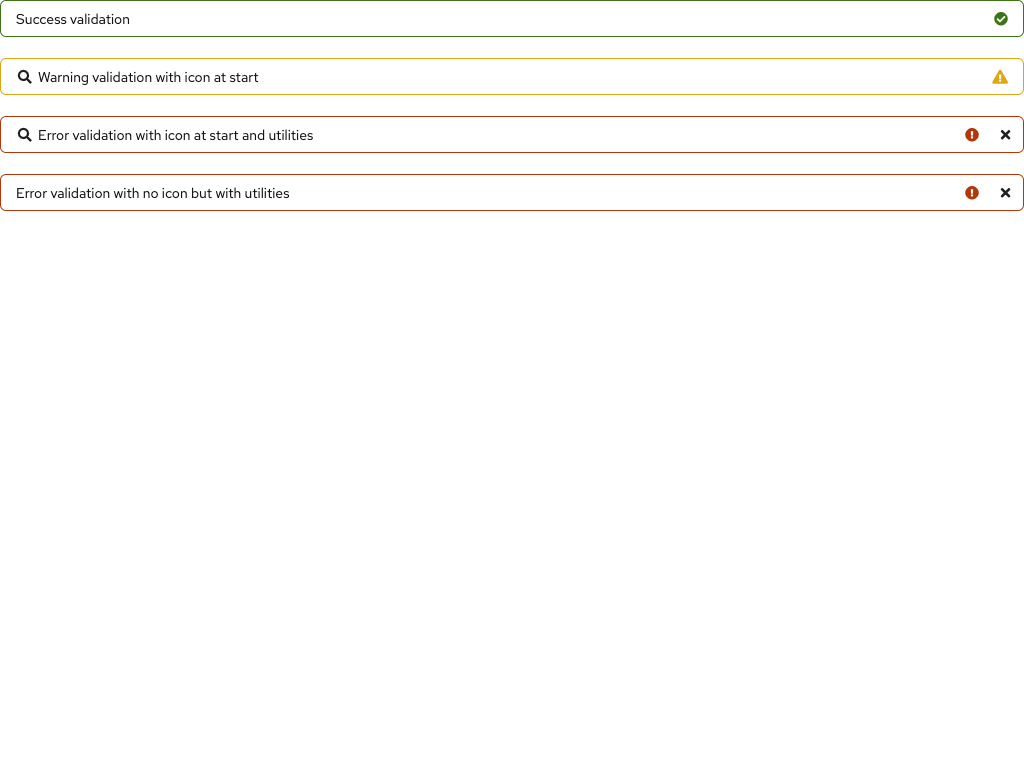 Success validation
Warning validation with icon at start
Error validation with icon at start and utilities
Error validation with no icon but with utilities